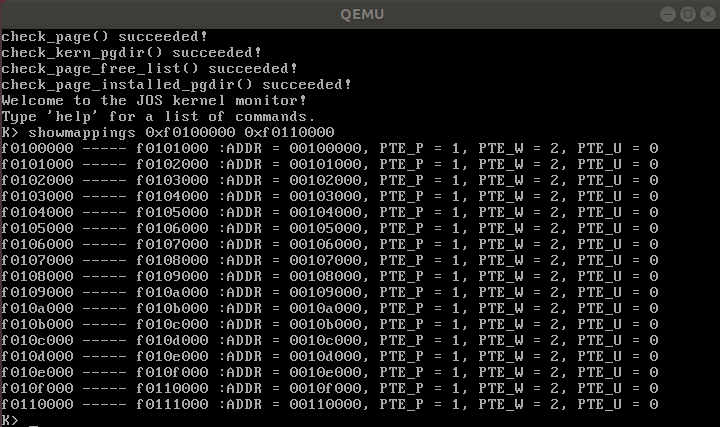 QEMU
check_page() succeeded!
check_kern_pgdir() succeeded!
check_page_free_list() succeeded!
check_page_installed_pgdir() succeeded!
Welcome to the JOS kernel monitor!
Type 'help' for a list of commands.
K> showmappings 0xf0100000 0xf0110000
f0100000 ----- f0101000 :ADDR = 00100000, PTE_P = 1, PTE_W = 2, PTE_U = 0
f0101000 ----- f0102000 :ADDR = 00101000, PTE_P = 1, PTE_W = 2, PTE_U = 0
f0102000 ----- f0103000 :ADDR = 00102000, PTE_P = 1, PTE_W = 2, PTE_U = 0
f0103000 ----- f0104000 :ADDR = 00103000, PTE_P = 1, PTE_W = 2, PTE_U = 0
f0104000 ----- f0105000 :ADDR = 00104000, PTE_P = 1, PTE_W = 2, PTE_U = 0
f0105000 ----- f0106000 :ADDR = 00105000, PTE_P = 1, PTE_W = 2, PTE_U = 0
f0106000 ----- f0107000 :ADDR = 00106000, PTE_P = 1, PTE_W = 2, PTE_U = 0
f0107000 ----- f0108000 :ADDR = 00107000, PTE_P = 1, PTE_W = 2, PTE_U = 0
f0108000 ----- f0109000 :ADDR = 00108000, PTE_P = 1, PTE_W = 2, PTE_U = 0
f0109000 ----- f010a000 :ADDR = 00109000, PTE_P = 1, PTE_W = 2, PTE_U = 0
f010a000 ----- f010b000 :ADDR = 0010a000, PTE_P = 1, PTE_W = 2, PTE_U = 0
f010b000 ----- f010c000 :ADDR = 0010b000, PTE_P = 1, PTE_W = 2, PTE_U = 0
f010c000 ----- f010d000 :ADDR = 0010c000, PTE_P = 1, PTE_W = 2, PTE_U = 0
f010d000 ----- f010e000 :ADDR = 0010d000, PTE_P = 1, PTE_W = 2, PTE_U = 0
f010e000 ----- f010f000 :ADDR = 0010e000, PTE_P = 1, PTE_W = 2, PTE_U = 0
f010f000 ----- f0110000 :ADDR = 0010f000, PTE_P = 1, PTE_W = 2, PTE_U = 0
f0110000 ----- f0111000 :ADDR = 00110000, PTE_P = 1, PTE_W = 2, PTE_U = 0
K> _